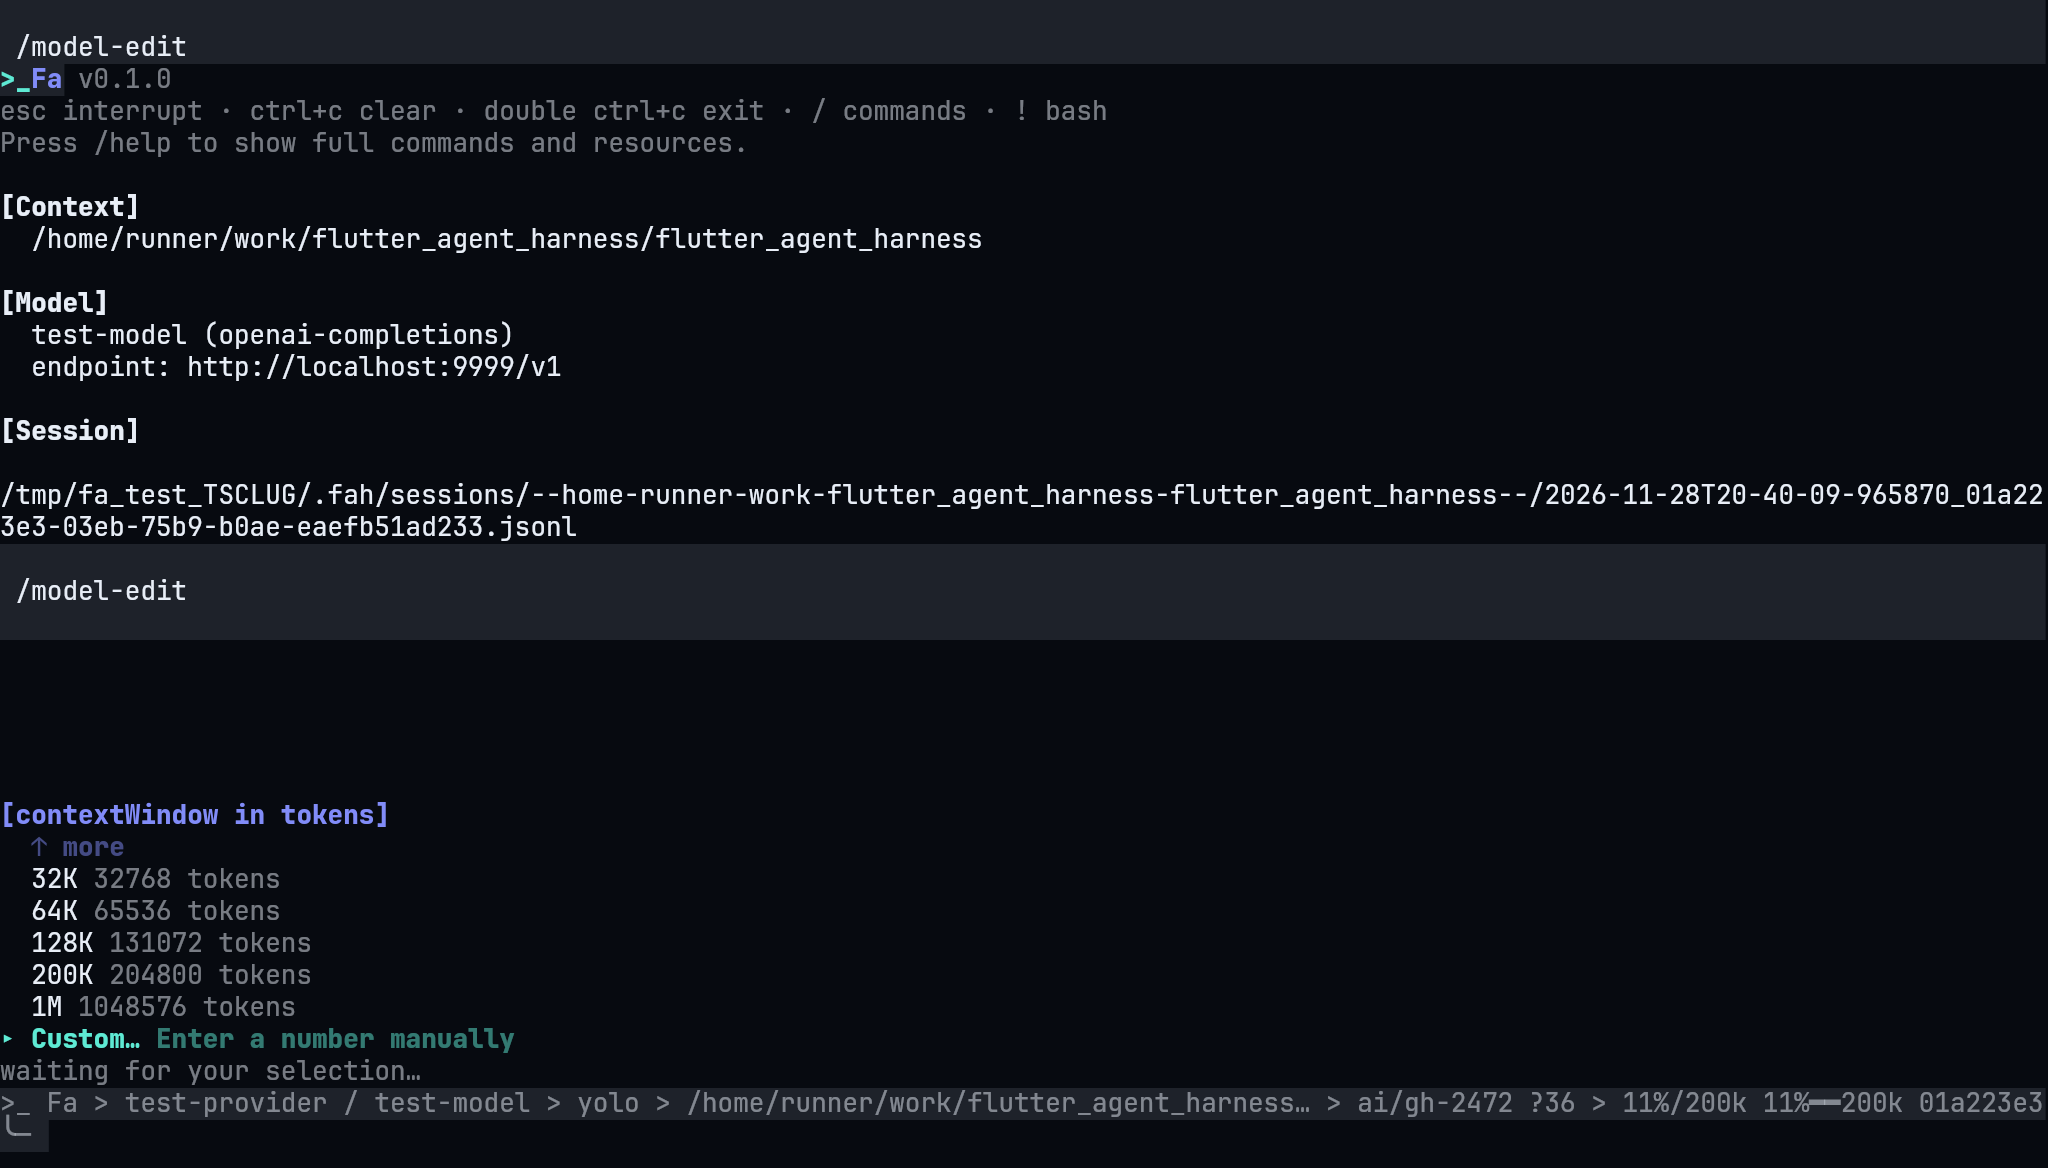 /model-edit
>_Fa v0.1.0
esc interrupt · ctrl+c clear · double ctrl+c exit · / commands · ! bash
Press /help to show full commands and resources.
[Context]
/home/runner/work/flutter_agent_harness/flutter_agent_harness
[Model]
test-model (openai-completions)
endpoint: http://localhost:9999/v1
[Session]
/tmp/fa_test_TSCLUG/.fah/sessions/--home-runner-work-flutter_agent_harness-flutter_agent_harness--/2026-11-28T20-40-09-965870_01a22
3e3-03eb-75b9-b0ae-eaefb51ad233.jsonl
/model-edit
[contextWindow in tokens]
↑ more
32K 32768 tokens
64K 65536 tokens
128K 131072 tokens
200K 204800 tokens
1M 1048576 tokens
▸ Custom… Enter a number manually
waiting for your selection…
>_ Fa > test-provider / test-model > yolo > /home/runner/work/flutter_agent_harness… > ai/gh-2472 ?36 > 11%/200k 11%━━200k 01a223e3